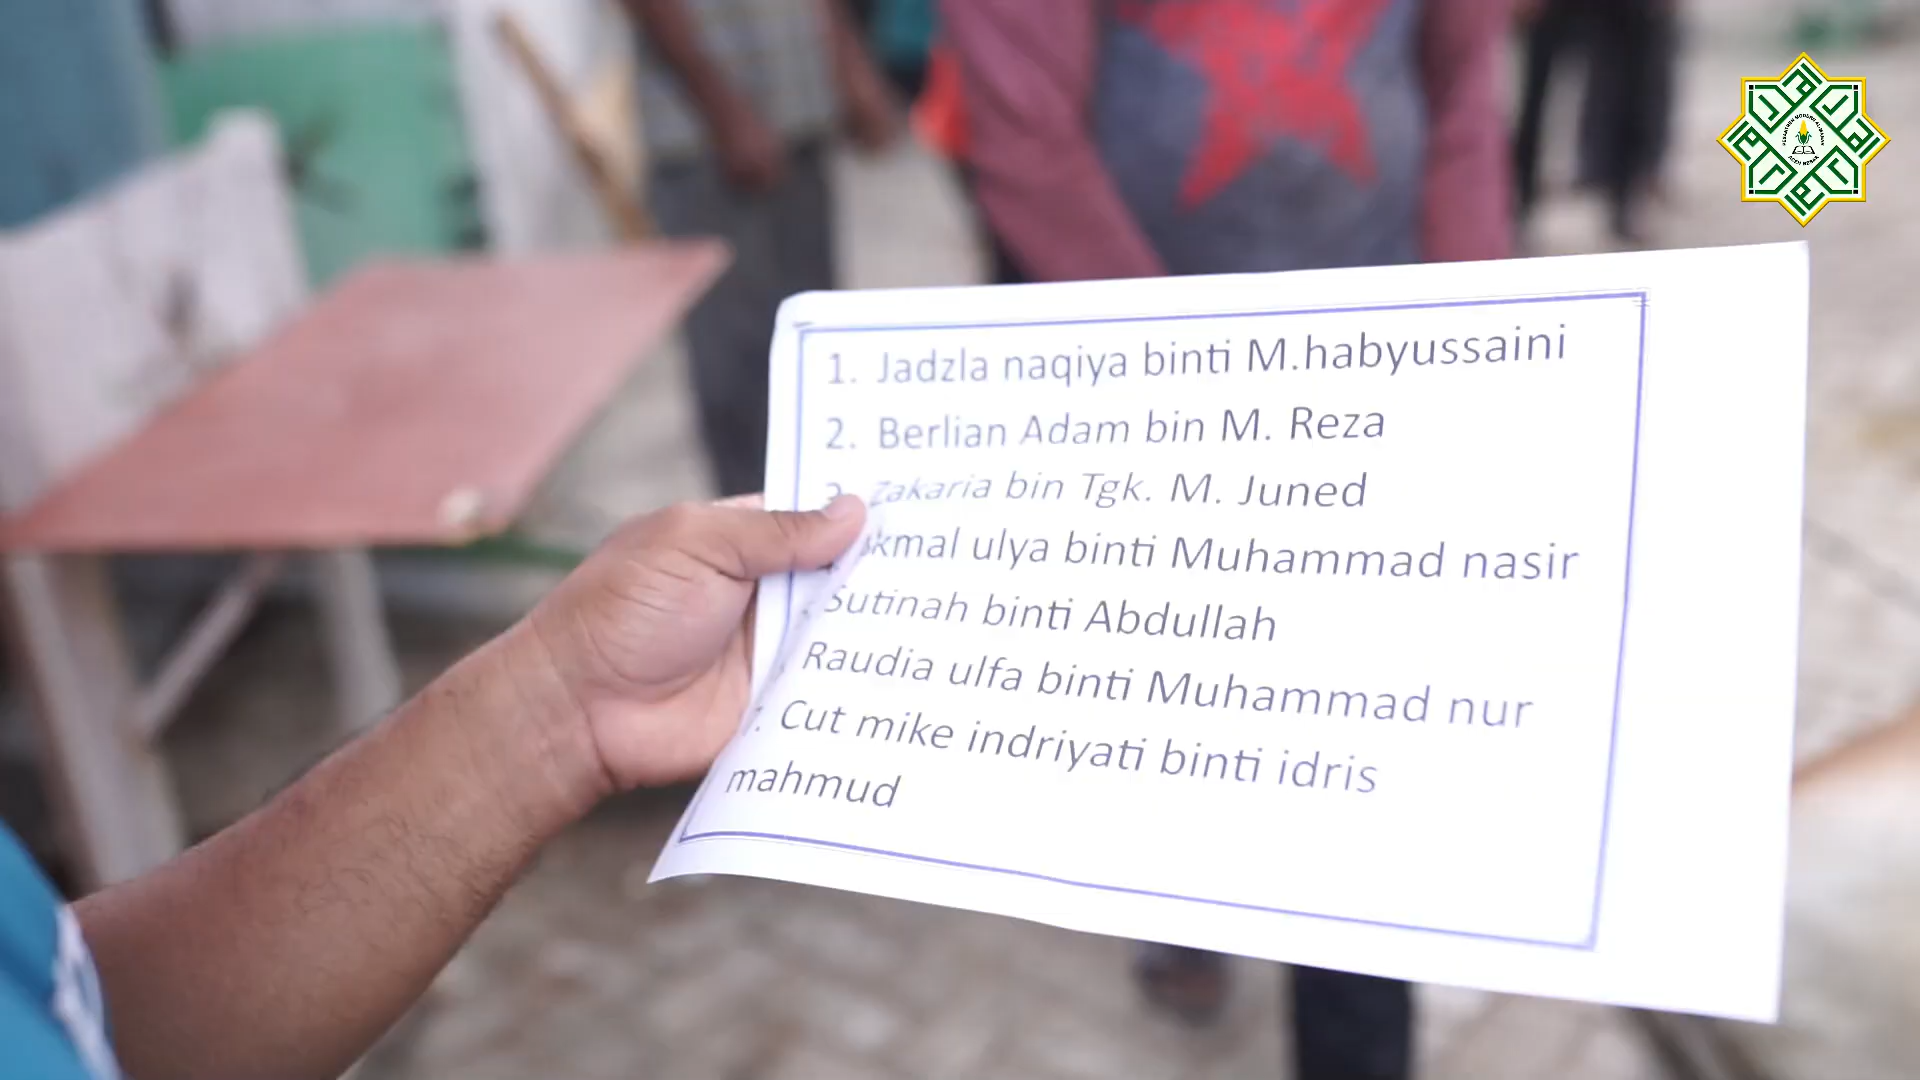 1. Jadzla naqiya binti M.habyussaini
2. Berlian Adam bin M. Reza
Zakaria bin Tgk. M. Juned
ulya binti Muhammad nasir
Sutinah binti Abdullah
Raudia ulfa binti Muhammad nur
Cut mike indriyati binti idris
mahmud